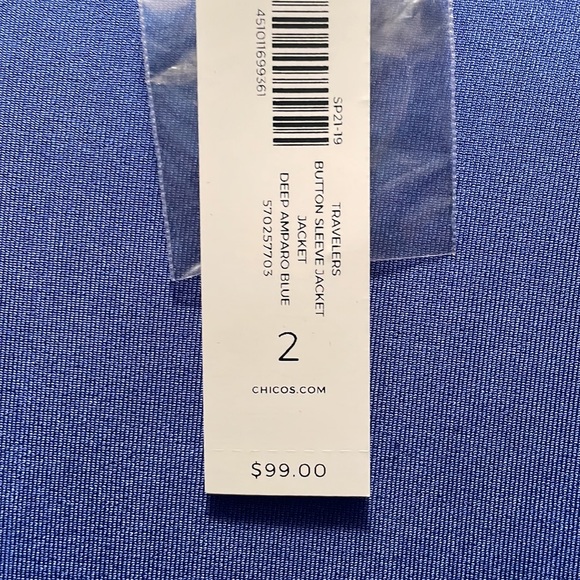 451011699361
SP21-19
TRAVELERS
BUTTON SLEEVE JACKET
JACKET
DEEP AMPARO BLUE
570257703
2
CHICOS.COM
$99.00